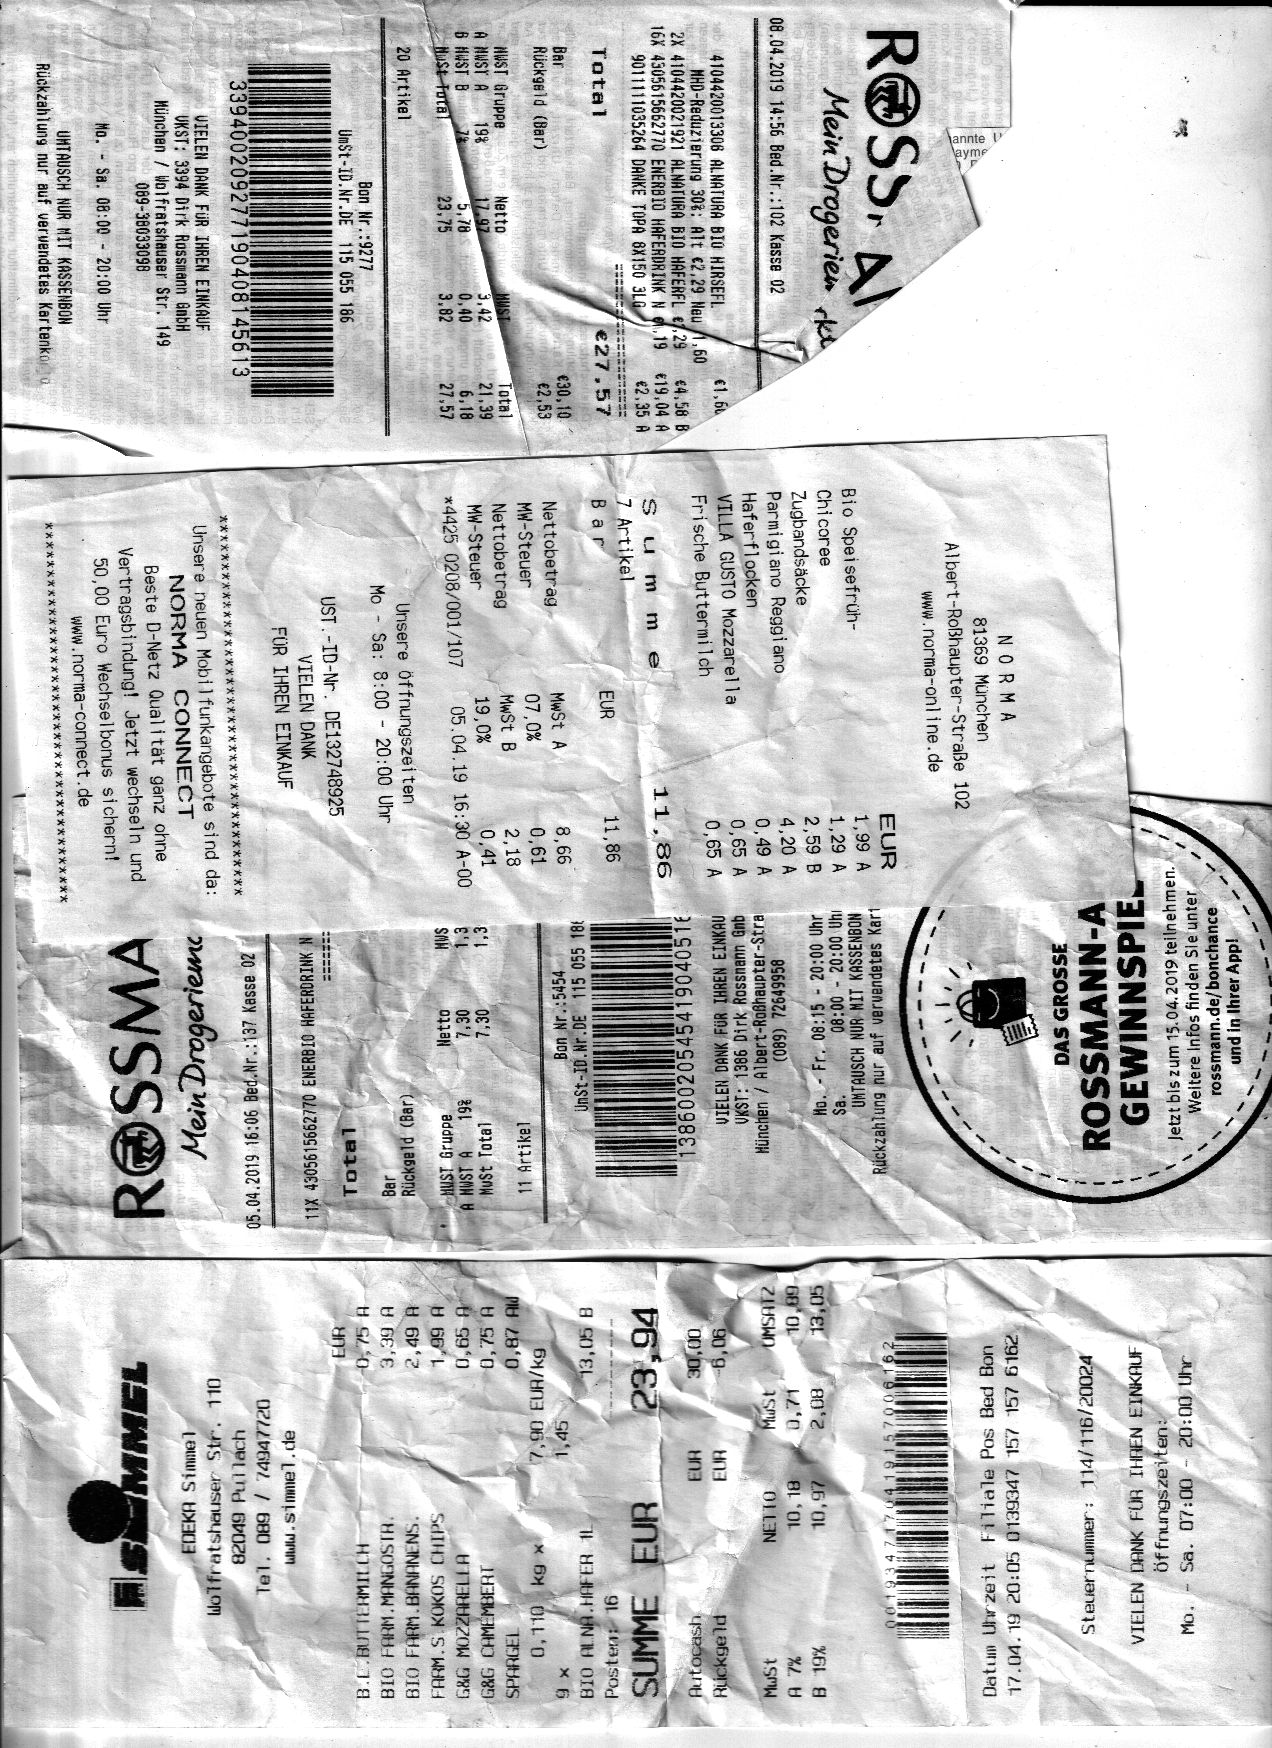 ROSS
Mein Drogerien
rkt
08.04.2019 14:56 Bed.Nr.:102 Kasse 02
4104420013308 ALNATURA BIO HIRSEFL
MHD-Reduzierung 30%: Alt €2,29 Neu 1,60
2X 4104420021921 ALNATURA BIO HAFERFL €4,58 B
16X 4305615662770 ENERBIO HAFERDRINK N €1,19 €19,04 A
9011111035264 DANKE TOPA 8X150 3LG €2,35 A
Total €27,57
Bar €30,10
Rückgeld (Bar) €2,53
MWST Gruppe Netto MWST Total
A MWST A 19% 17,97 3,42 21,39
B MWST B 7% 5,78 0,40 6,18
MwSt Total 23,75 3,82 27,57
20 Artikel
Bon Nr.:9277
UmSt-ID.Nr.DE 115 055 186
339400209277190408145613
VIELEN DANK FÜR IHREN EINKAUF
VKST: 3394 Dirk Rossmann GmbH
München / Wolfratshauser Str. 149
089-38033098
Mo. - Sa. 08:00 - 20:00 Uhr
UMTAUSCH NUR MIT KASSENBON
Rückzahlung nur auf verwendetes
annte
ayme
N O R M A
81369 München
Albert-Roßhaupter-Straße 102
www.norma-online.de
EUR
Bio Speisefrüh- 1,99 A
Chicoree 1,29 A
Zugbandsäcke 2,59 B
Parmigiano Reggiano 4,20 A
Haferflocken 0,49 A
VILLA GUSTO Mozzarella 0,65 A
Frische Buttermilch 0,65 A
S u m m e 11,86
7 Artikel
B a r EUR 11,86
Nettobetrag MwSt A 8,66
MW-Steuer 07,0% 0,61
Nettobetrag MwSt B 2,18
MW-Steuer 19,0% 0,41
*4425 0208/001/107 05.04.19 16:30 A-00
Unsere Öffnungszeiten
Mo - Sa: 8:00 - 20:00 Uhr
UST.-ID-Nr. DE132748925
VIELEN DANK
FÜR IHREN EINKAUF
****************************************
Unsere neuen Mobilfunkangebote sind da:
NORMA CONNECT
Beste D-Netz Qualität ganz ohne
Vertragsbindung! Jetzt wechseln und
50,00 Euro Wechselbonus sichern!
www.norma-connect.de
****************************************
ROSSMA
Mein Drogeriem
05.04.2019 16:06 Bed.Nr.:137 Kasse 02
11X 4305615662770 ENERBIO HAFERDRINK N
Total
Bar
Rückgeld (Bar)
MWST Gruppe Netto MWS
A MWST A 19% 7,30 1,3
MwSt Total 7,30 1,3
11 Artikel
Bon Nr.:5454
UmSt-ID.Nr.DE 115 055 186
VIELEN DANK FÜR IHREN EINKAU
VKST: 1386 Dirk Rossmann Gmb
München / Albert-Roßhaupter-Stra
(089) 72649958
Mo. - Fr. 08:15 - 20:00 Uhr
Sa. 08:00 - 20:00 Uhr
UMTAUSCH NUR MIT KASSENBON
Rückzahlung nur auf verwendetes Kart
DAS GROSSE
ROSSMANN-A
GEWINNSPIEL
Jetzt bis zum 15.04.2019 teilnehmen.
Weitere Infos finden Sie unter
rossmann.de/bonchance
und in Ihrer App!
SIMMEL
EDEKA Simmel
Wolfratshauser Str. 110
82049 Pullach
Tel. 089 / 74947720
www.simmel.de
EUR
B.L.BUTTERMILCH 0,75 A
BIO FARM.MANGOSTR. 3,39 A
BIO FARM.BANANENS. 2,49 A
FARM.S.KOKOS CHIPS 1,99 A
G&G MOZZARELLA 0,65 A
G&G CAMEMBERT 0,75 A
SPARGEL 0,87 AW
0,110 kg x 7,90 EUR/kg
9 x 1,45
BIO ALNA.HAFER 1L 13,05 B
Posten: 16
SUMME EUR 23,94
Autocash EUR 30,00
Rückgeld EUR -6,06
MwSt NETTO MwSt UMSATZ
A 7% 10,18 0,71 10,89
B 19% 10,97 2,08 13,05
Datum Uhrzeit Filiale Pos Bed Bon
17.04.19 20:05 0139347 157 157 6162
Steuernummer: 114/116/20024
VIELEN DANK FÜR IHREN EINKAUF
Öffnungszeiten:
Mo. - Sa. 07:00 - 20:00 Uhr